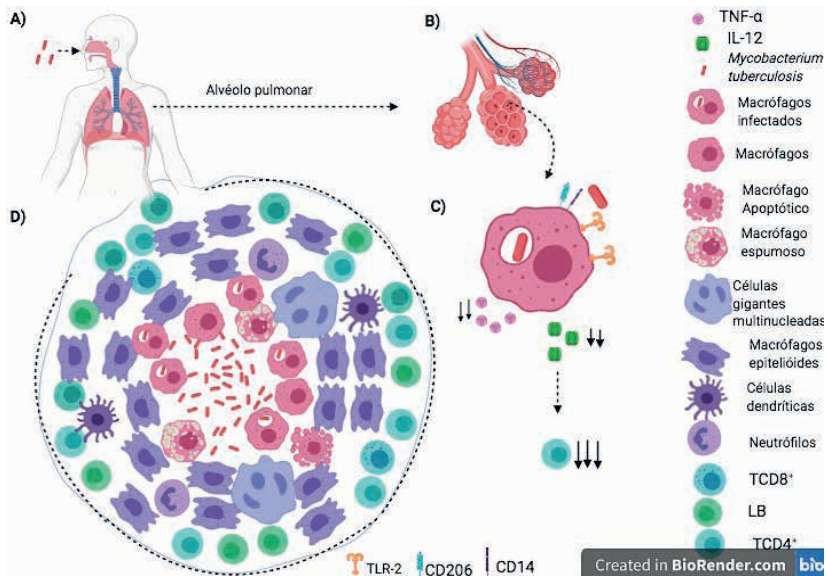 A)
Alvéolo pulmonar
B)
C)
D)
TLR-2
CD206
CD14
TNF-α
IL-12
Mycobacterium
tuberculosis
Macrófagos
infectados
Macrófagos
Macrófago
Apoptótico
Macrófago
espumoso
Células
gigantes
multinucleadas
Macrófagos
epitelióides
Células
dendríticas
Neutrófilos
TCD8⁺
LB
TCD4⁺
Created in BioRender.com bio